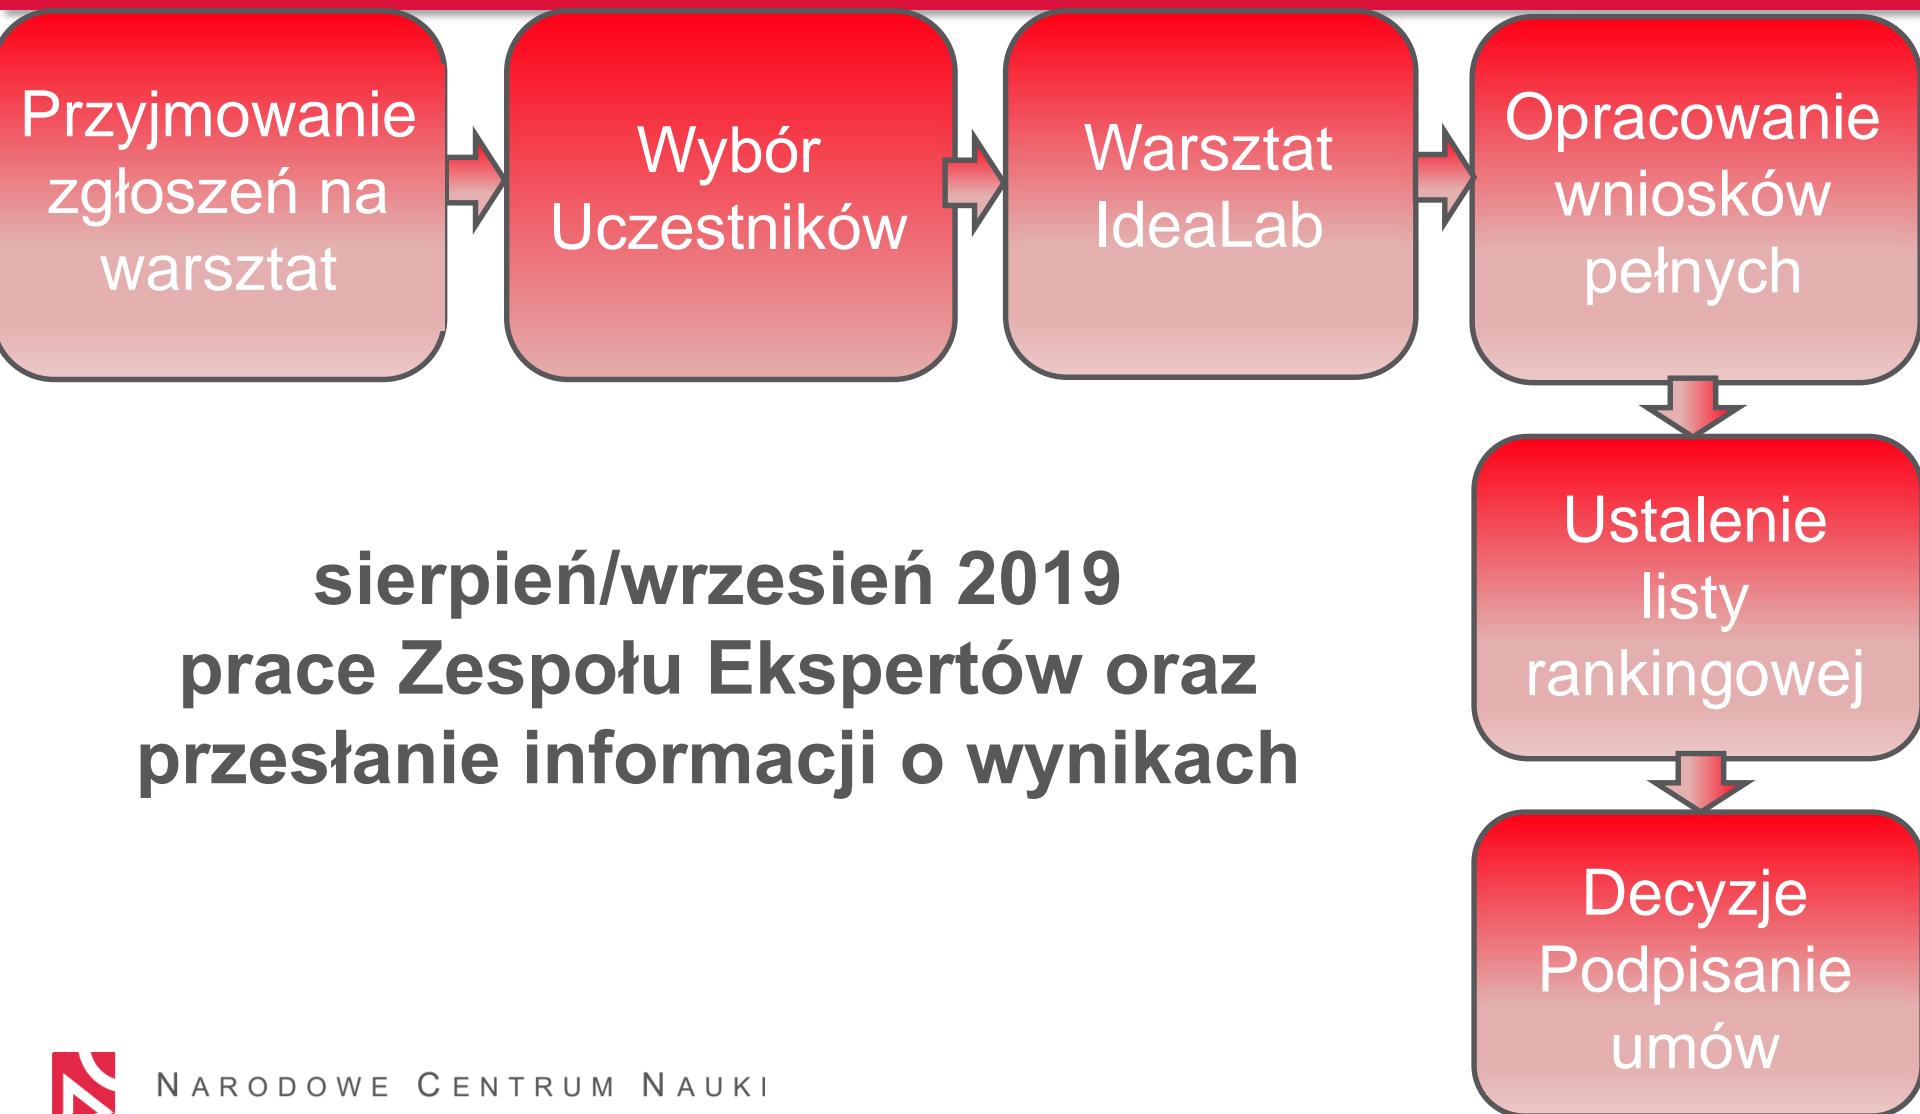 Przyjmowanie
zgłoszeń na
warsztat
Wybór
Uczestników
Warsztat
IdeaLab
Opracowanie
wniosków
pełnych
Ustalenie
listy
rankingowej
Decyzje
Podpisanie
umów
sierpień/wrzesień 2019
prace Zespołu Ekspertów oraz
przesłanie informacji o wynikach
NARODOWE CENTRUM NAUKI